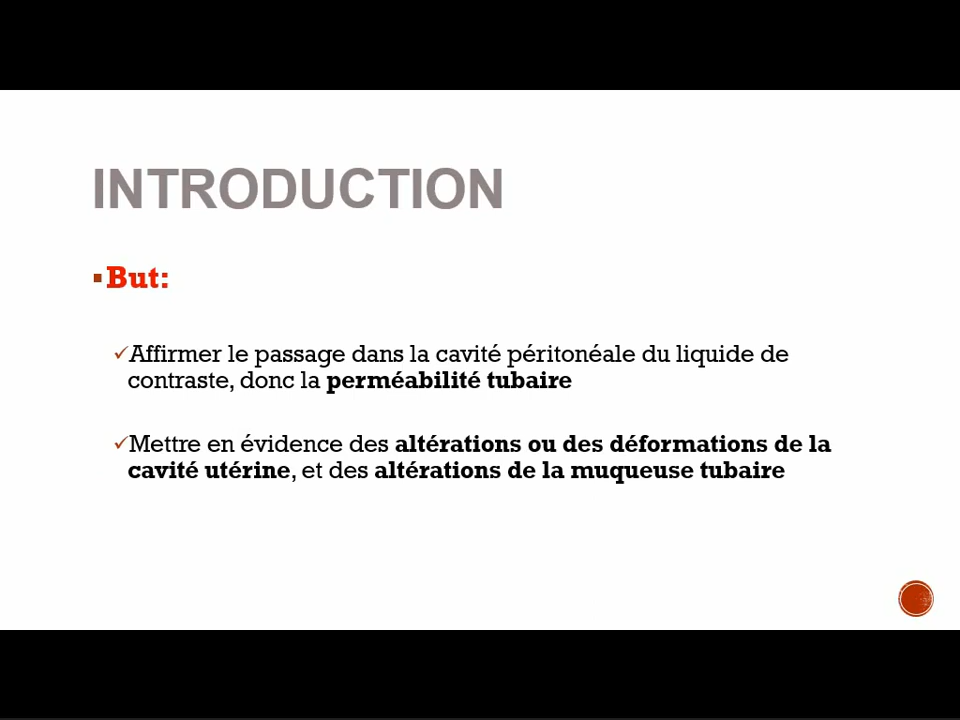 INTRODUCTION
But:
Affirmer le passage dans la cavité péritonéale du liquide de
contraste, donc la perméabilité tubaire
Mettre en évidence des altérations ou des déformations de la
cavité utérine, et des altérations de la muqueuse tubaire